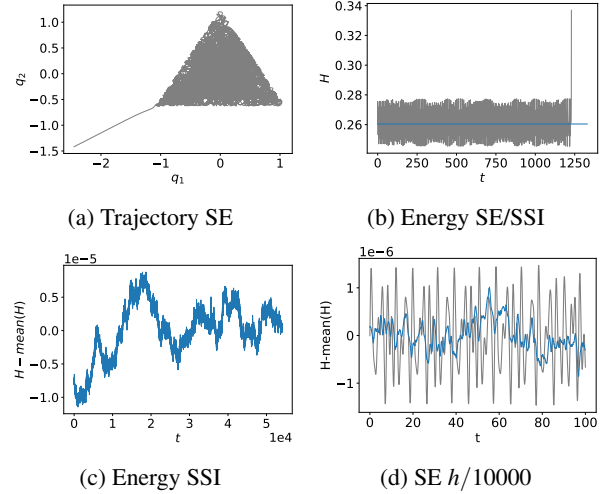 1.0
0.5
0.0
−0.5
−1.0
−1.5
q2
−2 −1 0 1
q1
(a) Trajectory SE
0.34
0.32
0.30
0.28
0.26
H
0 250 500 750 1000 1250
t
(b) Energy SE/SSI
1e−5
0.5
0.0
−0.5
−1.0
H − mean(H)
0 1 2 3 4 5
t
1e4
(c) Energy SSI
1e−6
1
0
−1
H-mean(H)
0 20 40 60 80 100
t
(d) SE h/10000